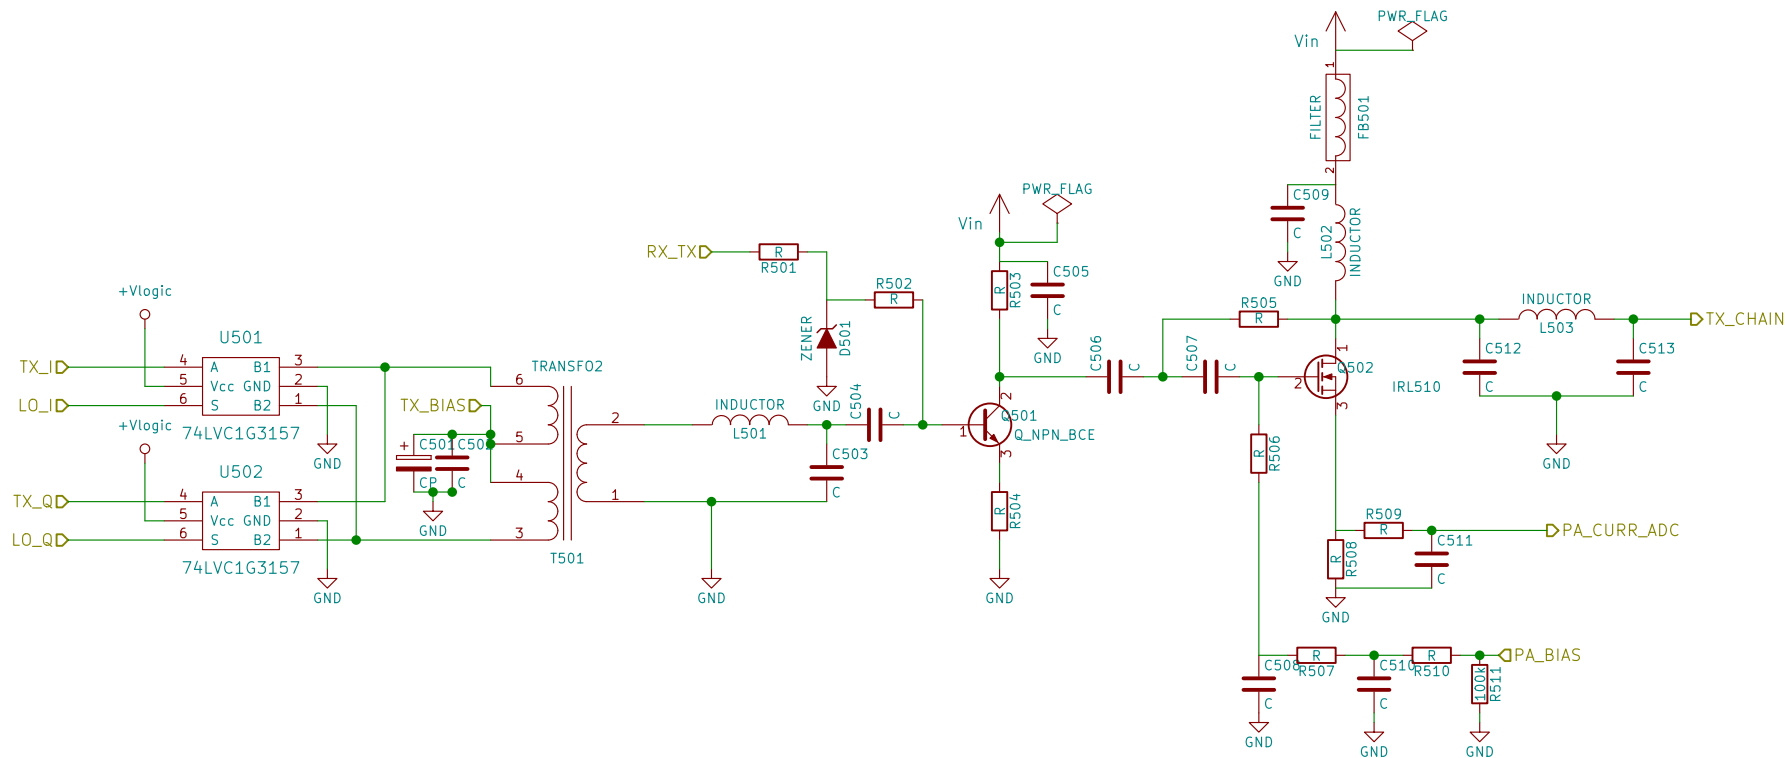 PWR_FLAG
Vin
1
FILTER
FB501
2
C509
C
GND
L502
INDUCTOR
PWR_FLAG
Vin
RX_TX
R
R501
R502
R
R
R503
C505
C
GND
ZENER
D501
GND
+Vlogic
U501
TX_I
4
A
B1
3
5
Vcc
GND
2
LO_I
6
S
B2
1
74LVC1G3157
GND
+Vlogic
U502
TX_Q
4
A
B1
3
5
Vcc
GND
2
LO_Q
6
S
B2
1
74LVC1G3157
GND
TX_BIAS
+
C501
CP
C502
C
GND
TRANSFO2
6
5
4
3
2
1
T501
INDUCTOR
L501
GND
C504
C
C503
C
1
2
3
Q501
Q_NPN_BCE
R
R504
GND
C506
C
C507
C
R505
R
1
2
3
Q502
IRL510
INDUCTOR
L503
TX_CHAIN
C512
C
C513
C
GND
R
R506
R509
R
PA_CURR_ADC
R
R508
C511
C
GND
C508
C
GND
R
R507
C510
C
GND
R
R510
PA_BIAS
100k
R511
GND